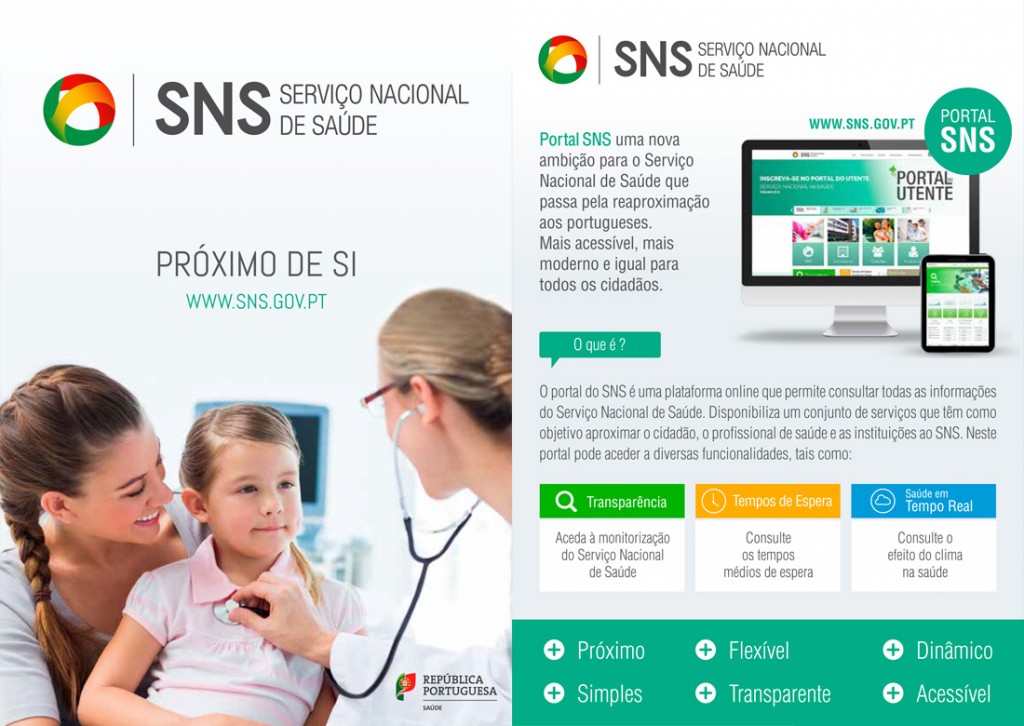 SNS SERVIÇO NACIONAL
DE SAÚDE
PRÓXIMO DE SI
WWW.SNS.GOV.PT
REPÚBLICA
PORTUGUESA
SAÚDE
SNS SERVIÇO NACIONAL
DE SAÚDE
WWW.SNS.GOV.PT
PORTAL
SNS
Portal SNS uma nova
ambição para o Serviço
Nacional de Saúde que
passa pela reaproximação
aos portugueses.
Mais acessível, mais
moderno e igual para
todos os cidadãos.
SNS
INSCREVA-SE NO PORTAL DO UTENTE
SERVIÇO NACIONAL DE SAÚDE
PORTAL
UTENTE
O que é ?
O portal do SNS é uma plataforma online que permite consultar todas as informações
do Serviço Nacional de Saúde. Disponibiliza um conjunto de serviços que têm como
objetivo aproximar o cidadão, o profissional de saúde e as instituições ao SNS. Neste
portal pode aceder a diversas funcionalidades, tais como:
Transparência
Aceda à monitorização
do Serviço Nacional
de Saúde
Tempos de Espera
Consulte
os tempos
médios de espera
Saúde em
Tempo Real
Consulte o
efeito do clima
na saúde
Próximo
Flexível
Dinâmico
Simples
Transparente
Acessível